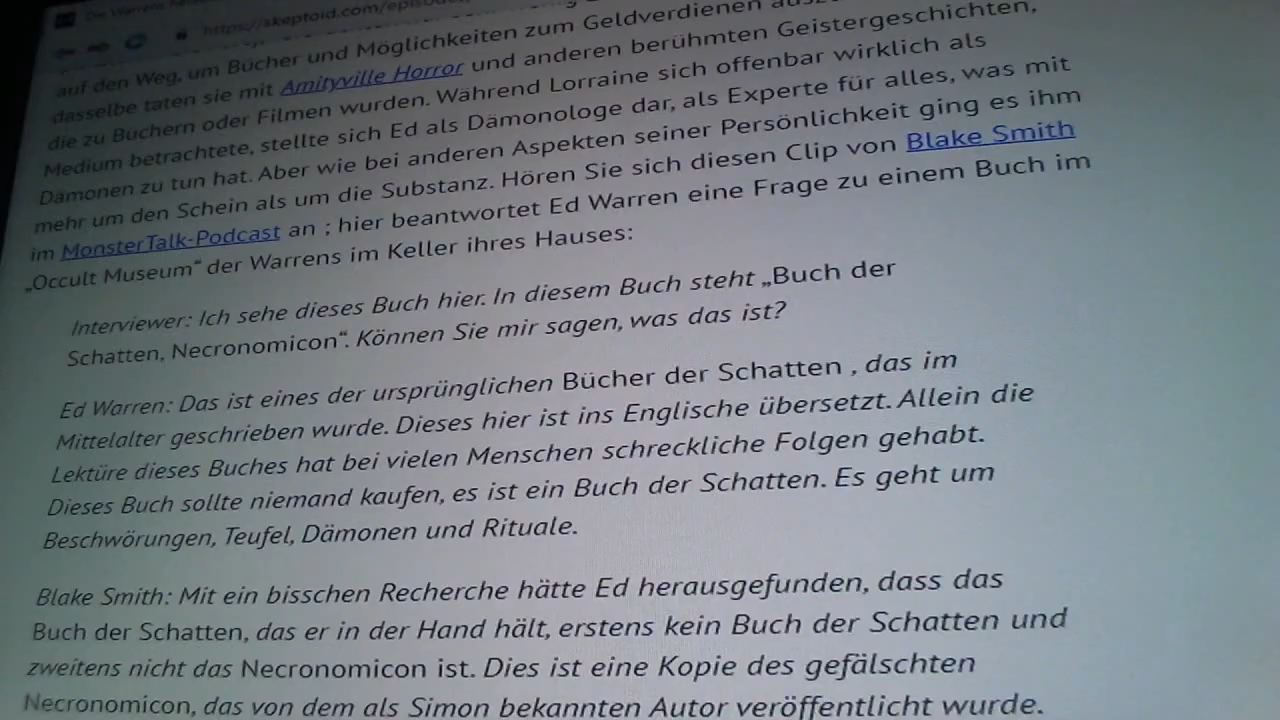 Die Warrens
https://skeptoid.com/episodes
auf den Weg, um Bücher und Möglichkeiten zum Geldverdienen
dasselbe taten sie mit Amityville Horror und anderen berühmten Geistergeschichten,
die zu Büchern oder Filmen wurden. Während Lorraine sich offenbar wirklich als
Medium betrachtete, stellte sich Ed als Dämonologe dar, als Experte für alles, was mit
Dämonen zu tun hat. Aber wie bei anderen Aspekten seiner Persönlichkeit ging es ihm
mehr um den Schein als um die Substanz. Hören Sie sich diesen Clip von Blake Smith
im MonsterTalk-Podcast an ; hier beantwortet Ed Warren eine Frage zu einem Buch im
„Occult Museum“ der Warrens im Keller ihres Hauses:
Interviewer: Ich sehe dieses Buch hier. In diesem Buch steht „Buch der
Schatten, Necronomicon“. Können Sie mir sagen, was das ist?
Ed Warren: Das ist eines der ursprünglichen Bücher der Schatten , das im
Mittelalter geschrieben wurde. Dieses hier ist ins Englische übersetzt. Allein die
Lektüre dieses Buches hat bei vielen Menschen schreckliche Folgen gehabt.
Dieses Buch sollte niemand kaufen, es ist ein Buch der Schatten. Es geht um
Beschwörungen, Teufel, Dämonen und Rituale.
Blake Smith: Mit ein bisschen Recherche hätte Ed herausgefunden, dass das
Buch der Schatten, das er in der Hand hält, erstens kein Buch der Schatten und
zweitens nicht das Necronomicon ist. Dies ist eine Kopie des gefälschten
Necronomicon, das von dem als Simon bekannten Autor veröffentlicht wurde.